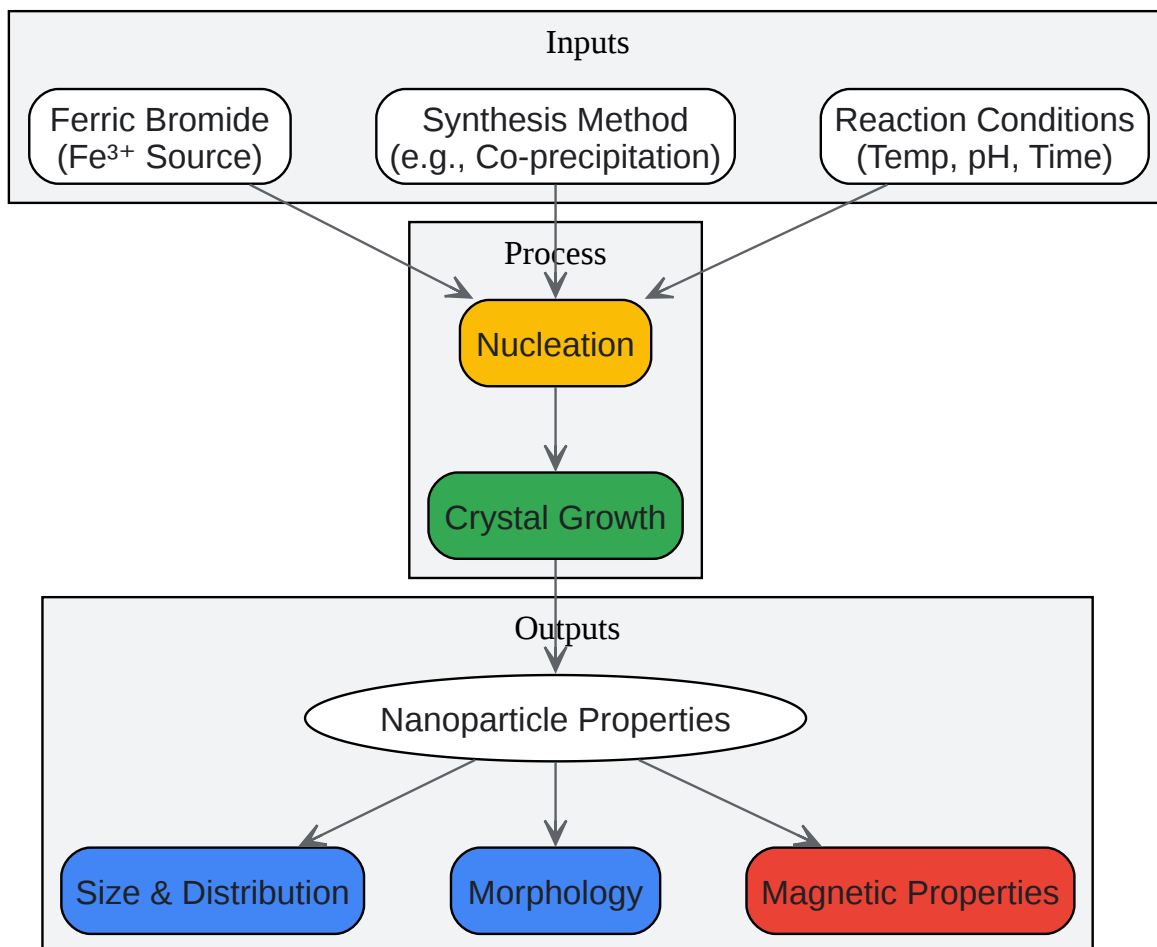 Inputs
Ferric Bromide
(Fe³⁺ Source)
Synthesis Method
(e.g., Co-precipitation)
Reaction Conditions
(Temp, pH, Time)
Process
Nucleation
Crystal Growth
Outputs
Nanoparticle Properties
Size & Distribution
Morphology
Magnetic Properties